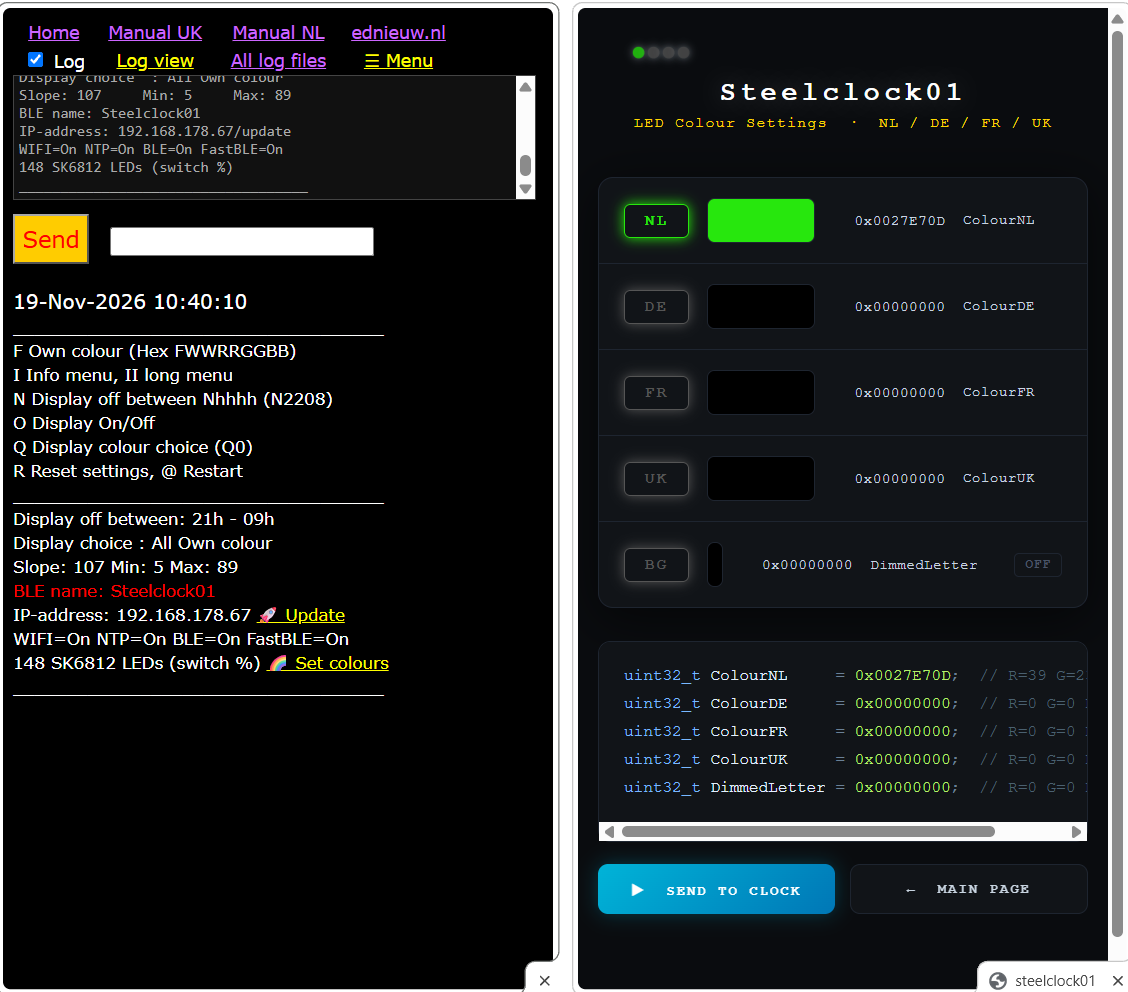 Home Manual UK Manual NL ednieuw.nl
Log Log view All log files ☰ Menu
Display choice : All Own colour
Slope: 107 Min: 5 Max: 89
BLE name: Steelclock01
IP-address: 192.168.178.67/update
WIFI=On NTP=On BLE=On FastBLE=On
148 SK6812 LEDs (switch %)
Send
19-Nov-2026 10:40:10
F Own colour (Hex FWWRRGGBB)
I Info menu, II long menu
N Display off between Nhhhh (N2208)
O Display On/Off
Q Display colour choice (Q0)
R Reset settings, @ Restart
Display off between: 21h - 09h
Display choice : All Own colour
Slope: 107 Min: 5 Max: 89
BLE name: Steelclock01
IP-address: 192.168.178.67 🚀 Update
WIFI=On NTP=On BLE=On FastBLE=On
148 SK6812 LEDs (switch %) 🌈 Set colours
Steelclock01
LED Colour Settings · NL / DE / FR / UK
NL 0x0027E70D ColourNL
DE 0x00000000 ColourDE
FR 0x00000000 ColourFR
UK 0x00000000 ColourUK
BG 0x00000000 DimmedLetter OFF
uint32_t ColourNL = 0x0027E70D; // R=39 G=2
uint32_t ColourDE = 0x00000000; // R=0 G=0
uint32_t ColourFR = 0x00000000; // R=0 G=0
uint32_t ColourUK = 0x00000000; // R=0 G=0
uint32_t DimmedLetter = 0x00000000; // R=0 G=0
▶ SEND TO CLOCK
← MAIN PAGE
steelclock01